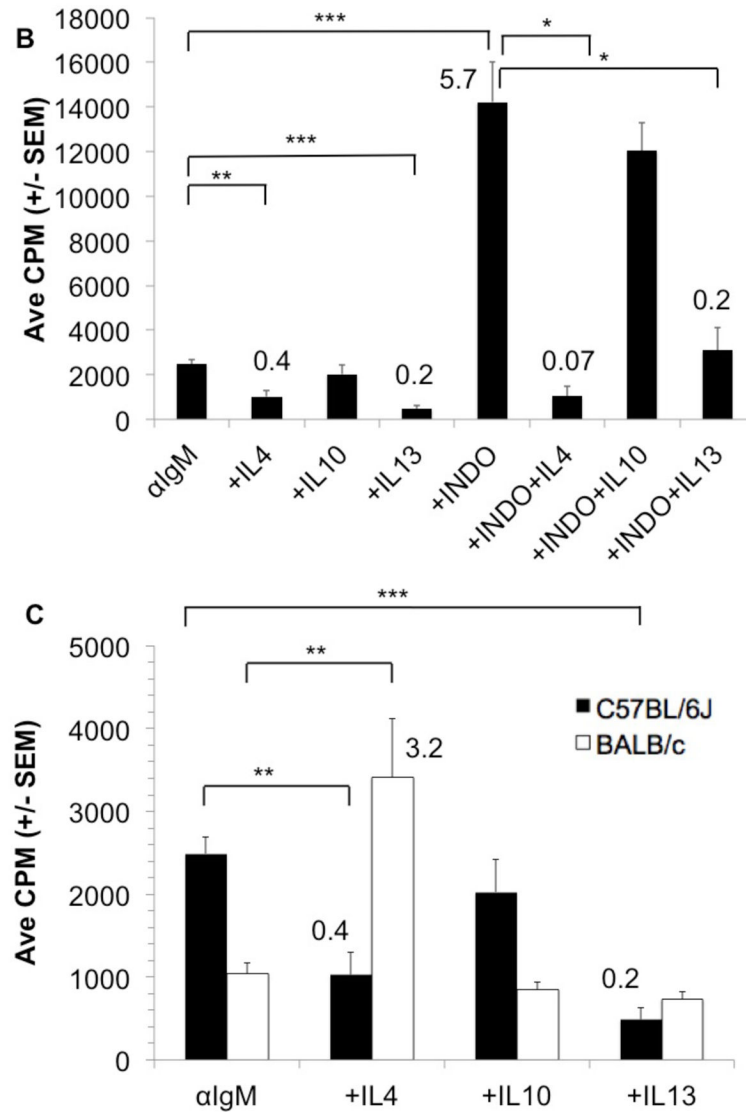 B
Ave CPM (+/- SEM)
18000
16000
14000
12000
10000
8000
6000
4000
2000
0
***
*
*
***
**
5.7
0.4
0.2
0.07
0.2
αIgM
+IL4
+IL10
+IL13
+INDO
+INDO+IL4
+INDO+IL10
+INDO+IL13
C
Ave CPM (+/- SEM)
5000
4000
3000
2000
1000
0
***
**
**
C57BL/6J
BALB/c
3.2
0.4
0.2
αIgM
+IL4
+IL10
+IL13